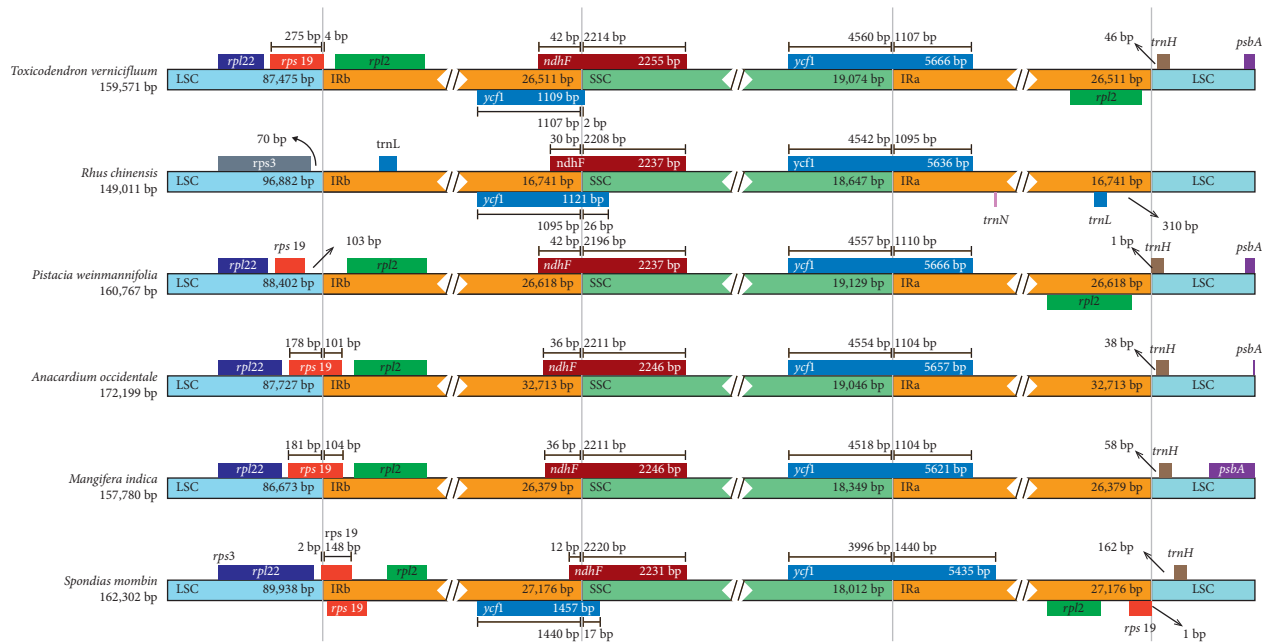 275 bp 4 bp 42 bp 2214 bp 4560 bp 1107 bp 46 bp trnH psbA
rpl22 rps 19 rpl2 ndhF 2255 bp ycf1 5666 bp
Toxicodendron vernicifluum
159,571 bp
LSC 87,475 bp IRb 26,511 bp SSC 19,074 bp IRa 26,511 bp LSC
ycf1 1109 bp rpl2
1107 bp 2 bp
70 bp trnL 30 bp 2208 bp 4542 bp 1095 bp
rps3 ndhF 2237 bp ycf1 5636 bp
Rhus chinensis
149,011 bp
LSC 96,882 bp IRb 16,741 bp SSC 18,647 bp IRa 16,741 bp LSC
ycf1 1121 bp
1095 bp 26 bp trnN trnL 310 bp
rps 19 103 bp 42 bp 2196 bp 4557 bp 1110 bp 1 bp trnH psbA
rpl22 rpl2 ndhF 2237 bp ycf1 5666 bp
Pistacia weinmannifolia
160,767 bp
LSC 88,402 bp IRb 26,618 bp SSC 19,129 bp IRa 26,618 bp LSC
rpl2
178 bp 101 bp 36 bp 2211 bp 4554 bp 1104 bp 38 bp trnH psbA
rpl22 rps 19 rpl2 ndhF 2246 bp ycf1 5657 bp
Anacardium occidentale
172,199 bp
LSC 87,727 bp IRb 32,713 bp SSC 19,046 bp IRa 32,713 bp LSC
181 bp 104 bp 36 bp 2211 bp 4518 bp 1104 bp 58 bp trnH
rpl22 rps 19 rpl2 ndhF 2246 bp ycf1 5621 bp psbA
Mangifera indica
157,780 bp
LSC 86,673 bp IRb 26,379 bp SSC 18,349 bp IRa 26,379 bp LSC
rps 19
rps3 2 bp 148 bp 12 bp 2220 bp 3996 bp 1440 bp 162 bp trnH
rpl22 rpl2 ndhF 2231 bp ycf1 5435 bp
Spondias mombin
162,302 bp
LSC 89,938 bp IRb 27,176 bp SSC 18,012 bp IRa 27,176 bp LSC
rps 19 ycf1 1457 bp rpl2 rps 19
1440 bp 17 bp 1 bp